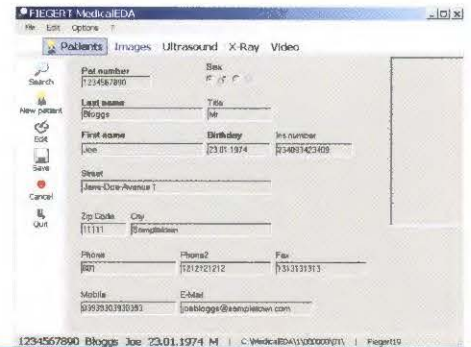 FIEGERT MedicalEDA
File Edit Options ?
Patients Images Ultrasound X-Ray Video
Search
New patient
Edit
Save
Cancel
Quit
Pat number Sex
1234567890
Last name Title
Bloggs Mr
First name Birthday Ins number
Joe 23.01.1974
Street
Jane-Doe-Avenue 1
Zip Code City
11111 Sampletown
Phone Phone2 Fax
1212121212 1313131313
Mobile E-Mail
joebloggs@sampletown.com
1234567890 Bloggs Joe 23.01.1974 M |